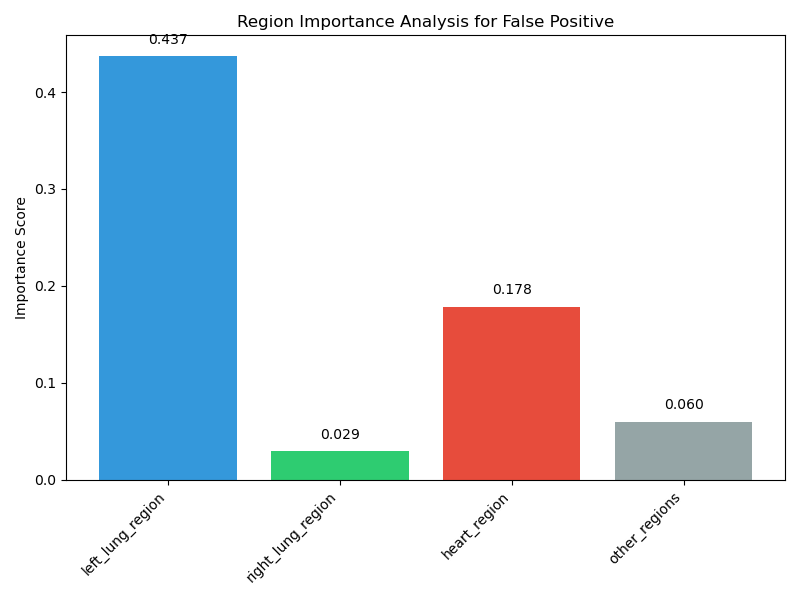 Region Importance Analysis for False Positive
Importance Score
0.4
0.3
0.2
0.1
0.0
0.437
0.029
0.178
0.060
left_lung_region
right_lung_region
heart_region
other_regions